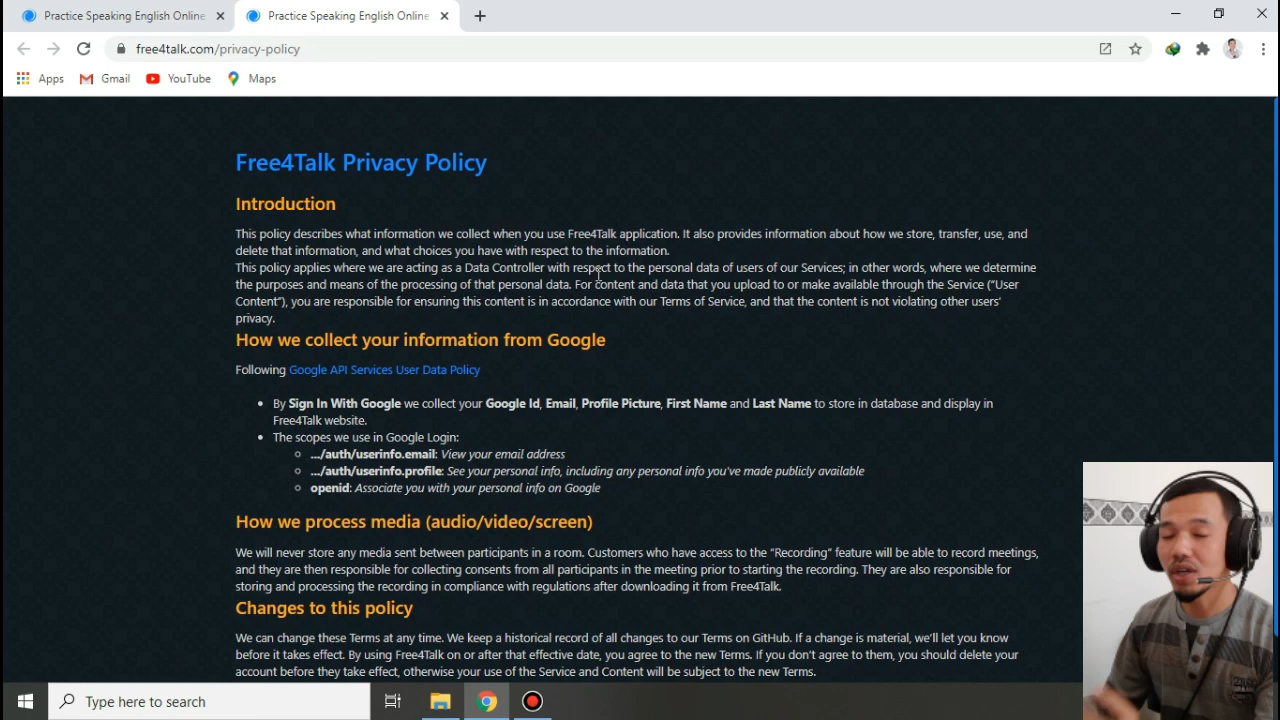 Practice Speaking English Online
Practice Speaking English Online
free4talk.com/privacy-policy
Apps Gmail YouTube Maps
Free4Talk Privacy Policy
Introduction
This policy describes what information we collect when you use Free4Talk application. It also provides information about how we store, transfer, use, and
delete that information, and what choices you have with respect to the information.
This policy applies where we are acting as a Data Controller with respect to the personal data of users of our Services; in other words, where we determine
the purposes and means of the processing of that personal data. For content and data that you upload to or make available through the Service (“User
Content”), you are responsible for ensuring this content is in accordance with our Terms of Service, and that the content is not violating other users’
privacy.
How we collect your information from Google
Following Google API Services User Data Policy
By Sign In With Google we collect your Google Id, Email, Profile Picture, First Name and Last Name to store in database and display in
Free4Talk website.
The scopes we use in Google Login:
.../auth/userinfo.email: View your email address
.../auth/userinfo.profile: See your personal info, including any personal info you've made publicly available
openid: Associate you with your personal info on Google
How we process media (audio/video/screen)
We will never store any media sent between participants in a room. Customers who have access to the “Recording” feature will be able to record meetings,
and they are then responsible for collecting consents from all participants in the meeting prior to starting the recording. They are also responsible for
storing and processing the recording in compliance with regulations after downloading it from Free4Talk.
Changes to this policy
We can change these Terms at any time. We keep a historical record of all changes to our Terms on GitHub. If a change is material, we’ll let you know
before it takes effect. By using Free4Talk on or after that effective date, you agree to the new Terms. If you don’t agree to them, you should delete your
account before they take effect, otherwise your use of the Service and Content will be subject to the new Terms.
Type here to search